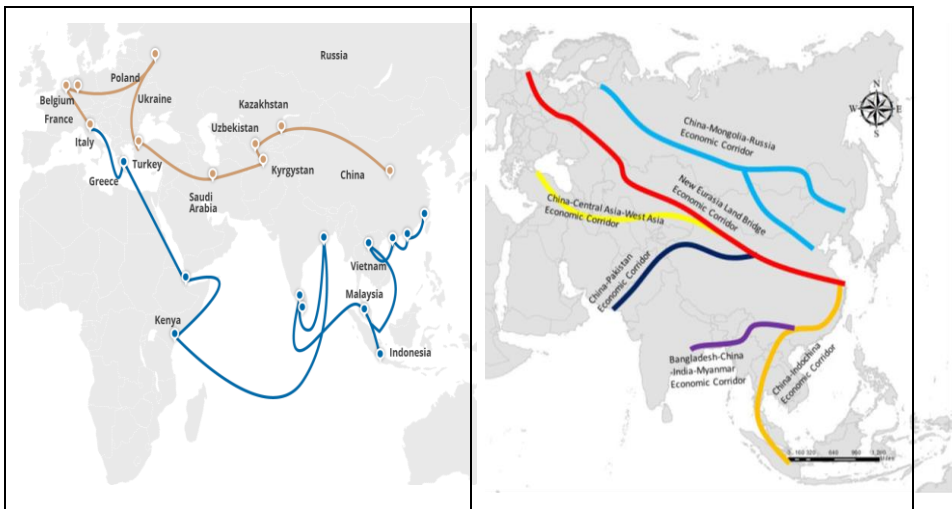 Russia
Poland
Belgium
Ukraine
France
Kazakhstan
Italy
Uzbekistan
Turkey
Kyrgystan
China
Greece
Saudi
Arabia
Vietnam
Malaysia
Kenya
Indonesia
N
W
E
S
China-Mongolia-Russia
Economic Corridor
New Eurasia Land Bridge
Economic Corridor
China-Central Asia-West Asia
Economic Corridor
China-Pakistan
Economic Corridor
Bangladesh-China
-India-Myanmar
Economic Corridor
China-Indochina
Economic Corridor